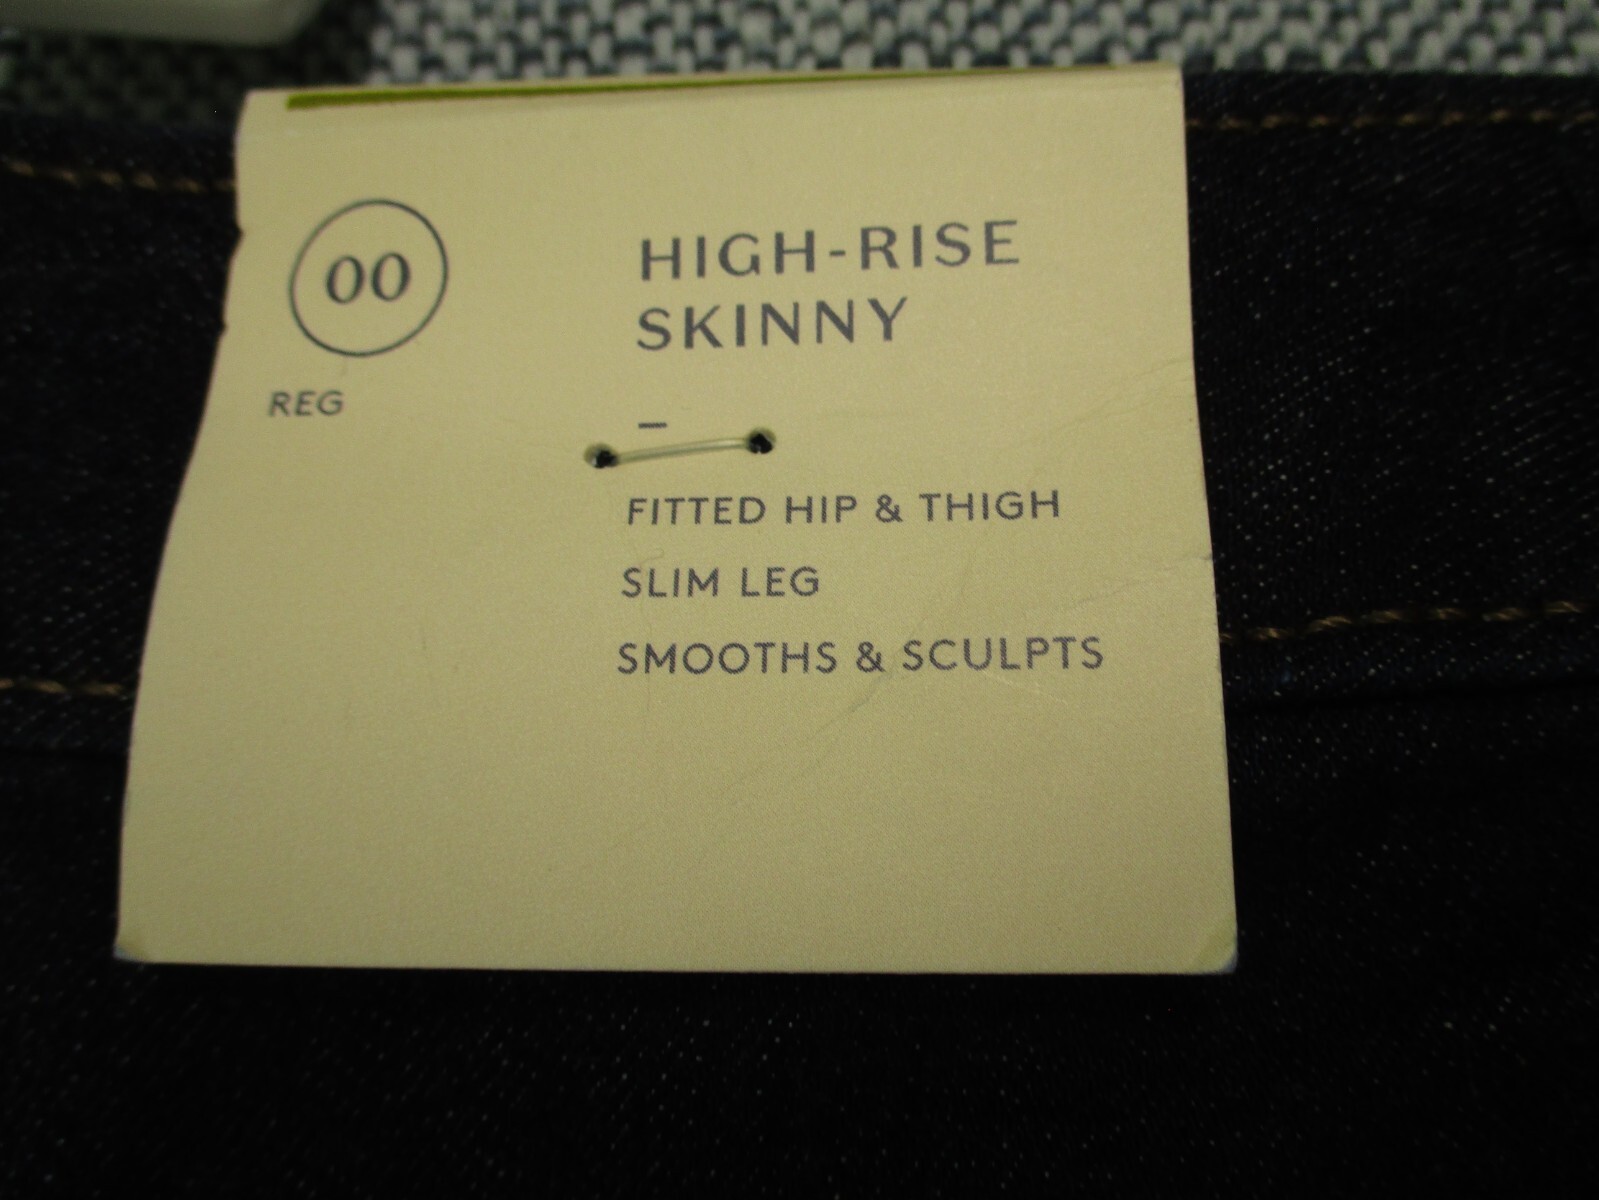 00
REG
HIGH-RISE
SKINNY
–
FITTED HIP & THIGH
SLIM LEG
SMOOTHS & SCULPTS